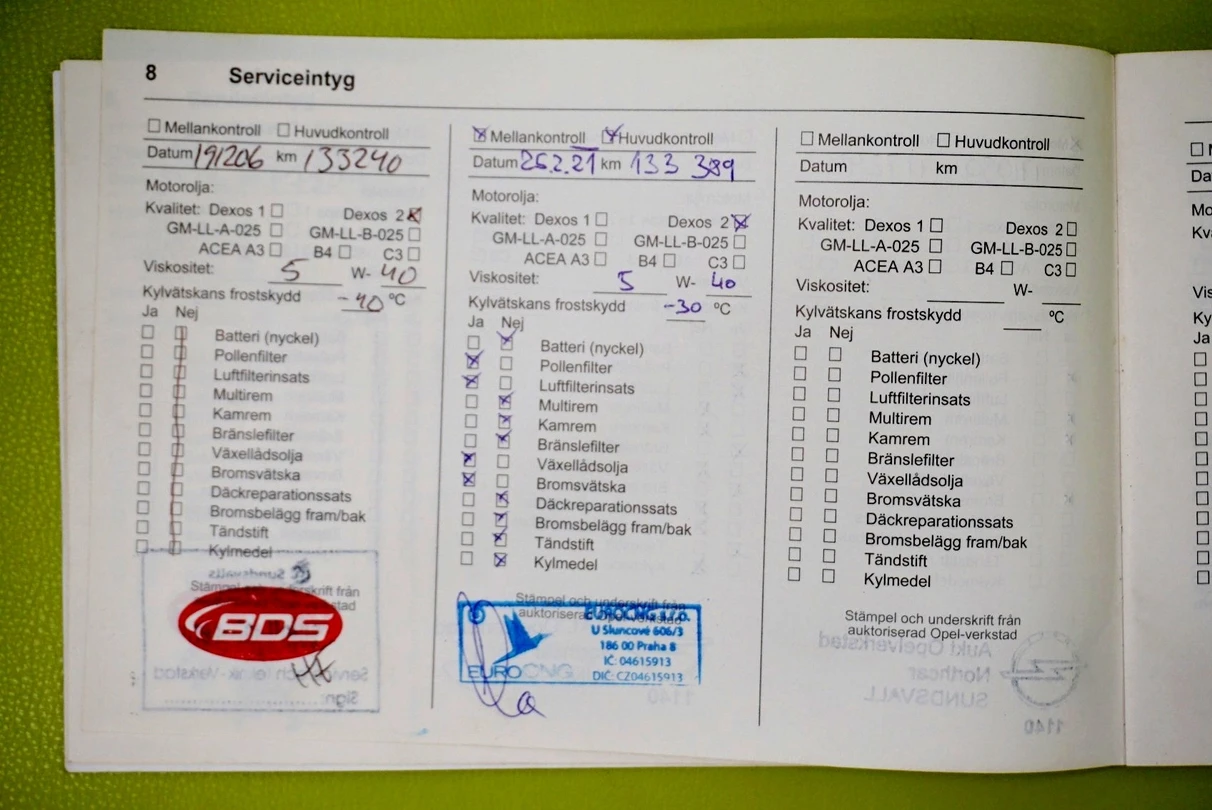 8 Serviceintyg
☐ Mellankontroll ☐ Huvudkontroll
Datum 191206 km 133240
Motorolja:
Kvalitet: Dexos 1 ☐ Dexos 2 ☒
GM-LL-A-025 ☐ GM-LL-B-025 ☐
ACEA A3 ☐ B4 ☐ C3 ☐
Viskositet: 5 W- 40
Kylvätskans frostskydd -40 °C
Ja Nej
Batteri (nyckel)
Pollenfilter
Luftfilterinsats
Multirem
Kamrem
Bränslefilter
Växellådsolja
Bromsvätska
Däckreparationssats
Bromsbelägg fram/bak
Tändstift
Kylmedel
Stämpel och underskrift från
BDS
☒ Mellankontroll ☒ Huvudkontroll
Datum 26.2.21 km 133 389
Motorolja:
Kvalitet: Dexos 1 ☐ Dexos 2 ☒
GM-LL-A-025 ☐ GM-LL-B-025 ☐
ACEA A3 ☐ B4 ☐ C3 ☐
Viskositet: 5 W- 40
Kylvätskans frostskydd -30 °C
Ja Nej
☐ ☒ Batteri (nyckel)
☒ ☐ Pollenfilter
☒ ☐ Luftfilterinsats
☐ ☒ Multirem
☐ ☒ Kamrem
☐ ☒ Bränslefilter
☒ ☐ Växellådsolja
☒ ☐ Bromsvätska
☐ ☒ Däckreparationssats
☐ ☒ Bromsbelägg fram/bak
☐ ☒ Tändstift
☐ ☒ Kylmedel
Stämpel och underskrift från
auktoriserad Opel-verkstad
EUROCNG s.r.o.
U Sluncové 606/3
186 00 Praha 8
IČ: 04615913
DIČ: CZ04615913
EUROCNG
☐ Mellankontroll ☐ Huvudkontroll
Datum km
Motorolja:
Kvalitet: Dexos 1 ☐ Dexos 2 ☐
GM-LL-A-025 ☐ GM-LL-B-025 ☐
ACEA A3 ☐ B4 ☐ C3 ☐
Viskositet: W-
Kylvätskans frostskydd °C
Ja Nej
☐ ☐ Batteri (nyckel)
☐ ☐ Pollenfilter
☐ ☐ Luftfilterinsats
☐ ☐ Multirem
☐ ☐ Kamrem
☐ ☐ Bränslefilter
☐ ☐ Växellådsolja
☐ ☐ Bromsvätska
☐ ☐ Däckreparationssats
☐ ☐ Bromsbelägg fram/bak
☐ ☐ Tändstift
☐ ☐ Kylmedel
Stämpel och underskrift från
auktoriserad Opel-verkstad